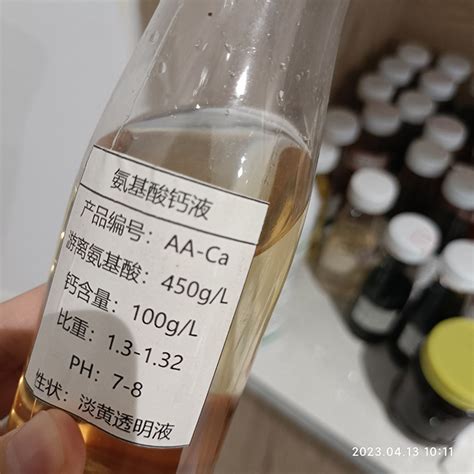 氨基酸钙液
产品编号：AA-Ca
游离氨基酸：450g/L
钙含量：100g/L
比重：1.3-1.32
PH：7-8
性状：淡黄透明液
2023.04.13 10:11